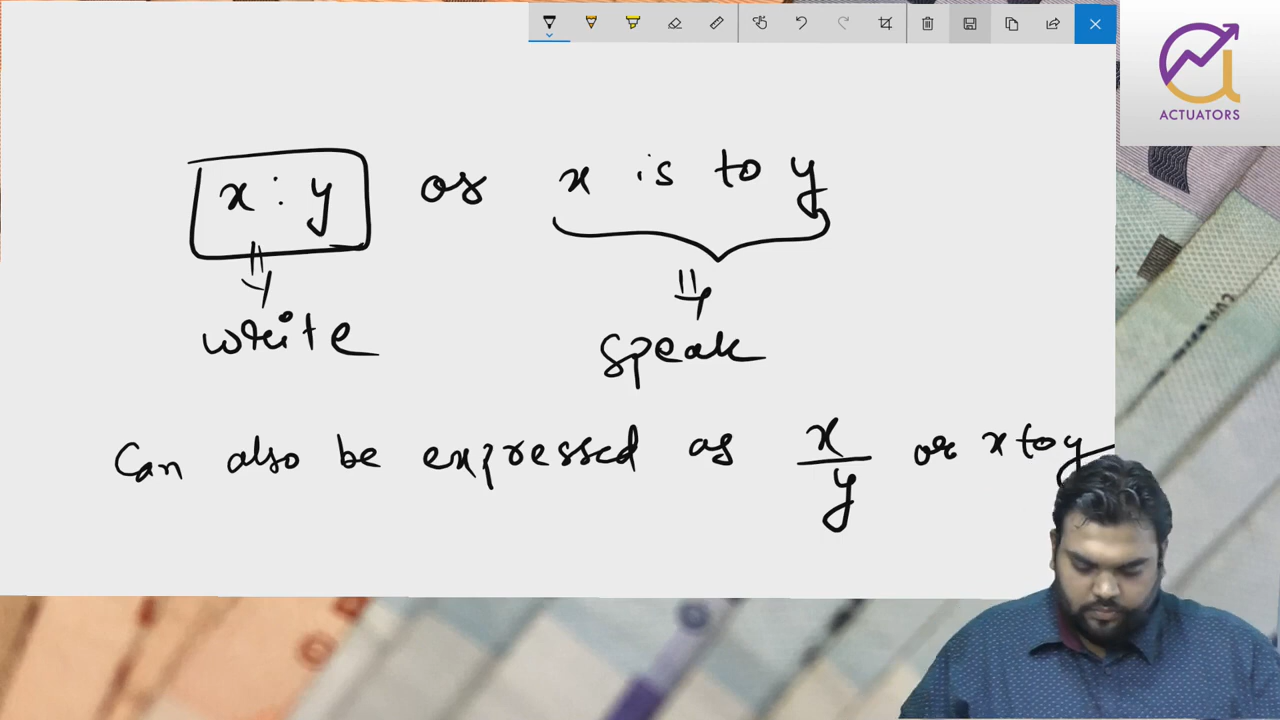 ACTUATORS
x : y or x is to y
write speak
Can also be expressed as x/y or x to y